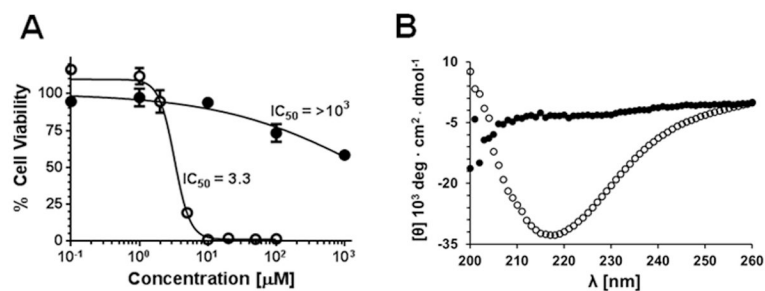 A
% Cell Viability
100
75
50
25
0
IC₅₀ = >10³
IC₅₀ = 3.3
10⁻¹ 10⁰ 10¹ 10² 10³
Concentration [µM]
B
[θ] 10³ deg · cm² · dmol⁻¹
10
-5
-20
-35
200 210 220 230 240 250 260
λ [nm]